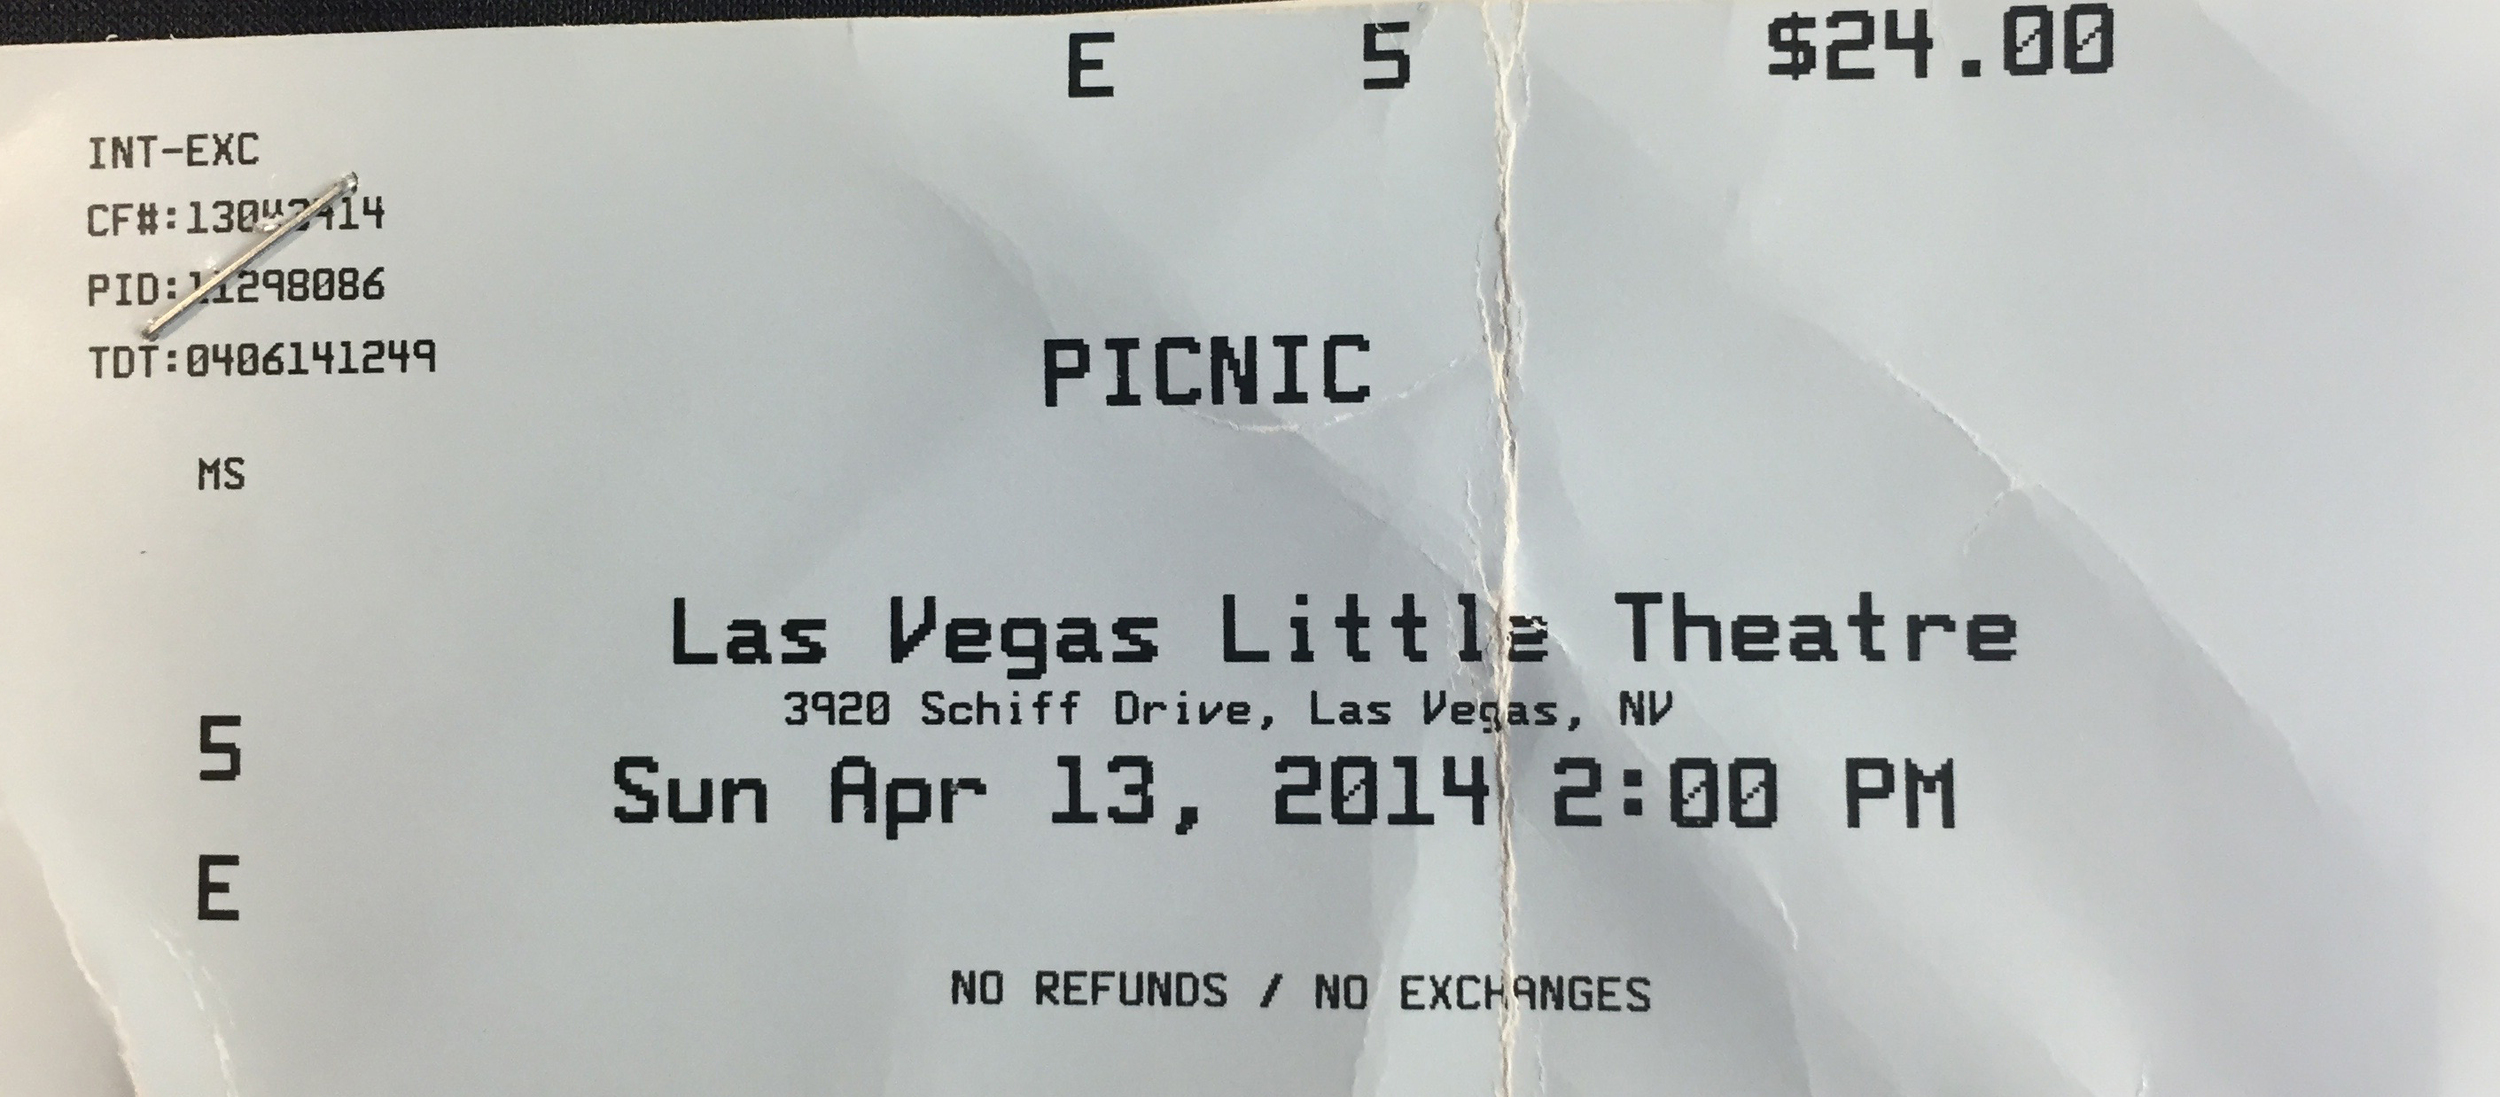 E 5 $24.00
INT-EXC
PID:11298086
TDT:0406141249
PICNIC
MS
Las Vegas Little Theatre
3920 Schiff Drive, Las Vegas, NV
5
Sun Apr 13, 2014 2:00 PM
E
NO REFUNDS / NO EXCHANGES